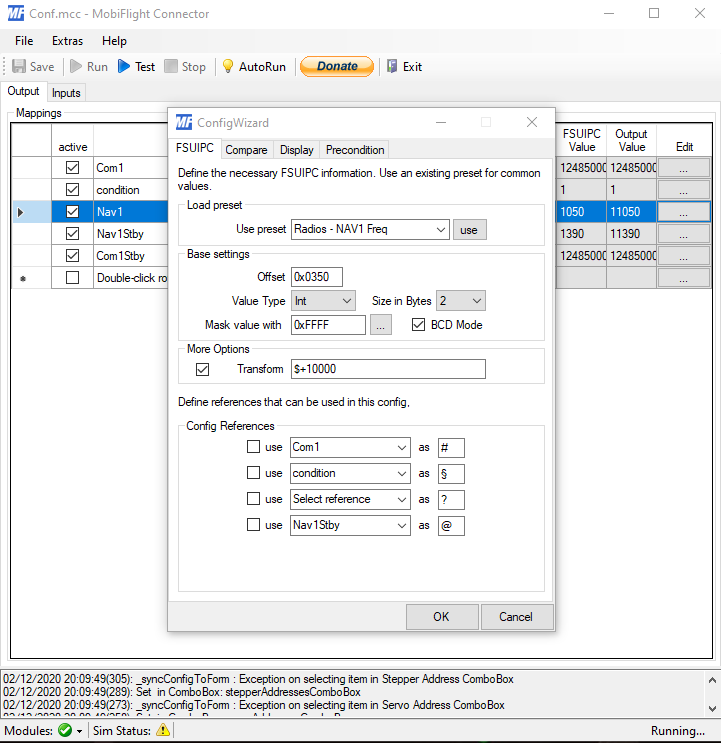 MF Conf.mcc - MobiFlight Connector
File Extras Help
Save Run Test Stop AutoRun Donate Exit
Output Inputs
Mappings
active FSUIPC Value Output Value Edit
Com1 12485000 12485000 ...
condition 1 1 ...
Nav1 1050 11050 ...
Nav1Stby 1390 11390 ...
Com1Stby 12485000 12485000 ...
Double-click ro ...
MF ConfigWizard
FSUIPC Compare Display Precondition
Define the necessary FSUIPC infomation. Use an existing preset for common
values.
Load preset
Use preset Radios - NAV1 Freq use
Base settings
Offset 0x0350
Value Type Int Size in Bytes 2
Mask value with 0xFFFF ... BCD Mode
More Options
Transform $+10000
Define references that can be used in this config.
Config References
use Com1 as #
use condition as §
use Select reference as ?
use Nav1Stby as @
OK Cancel
02/12/2020 20:09:49(305): _syncConfigToForm : Exception on selecting item in Stepper Address ComboBox
02/12/2020 20:09:49(289): Set in ComboBox: stepperAddressesComboBox
02/12/2020 20:09:49(273): _syncConfigToForm : Exception on selecting item in Servo Address ComboBox
Modules: Sim Status: Running...